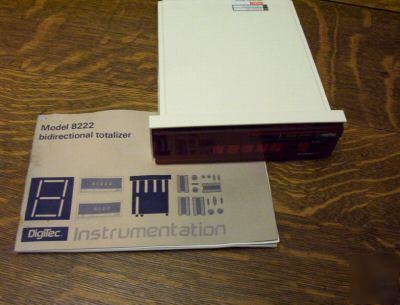 Model 8222
bidirectional totalizer
DigiTec
Instrumentation